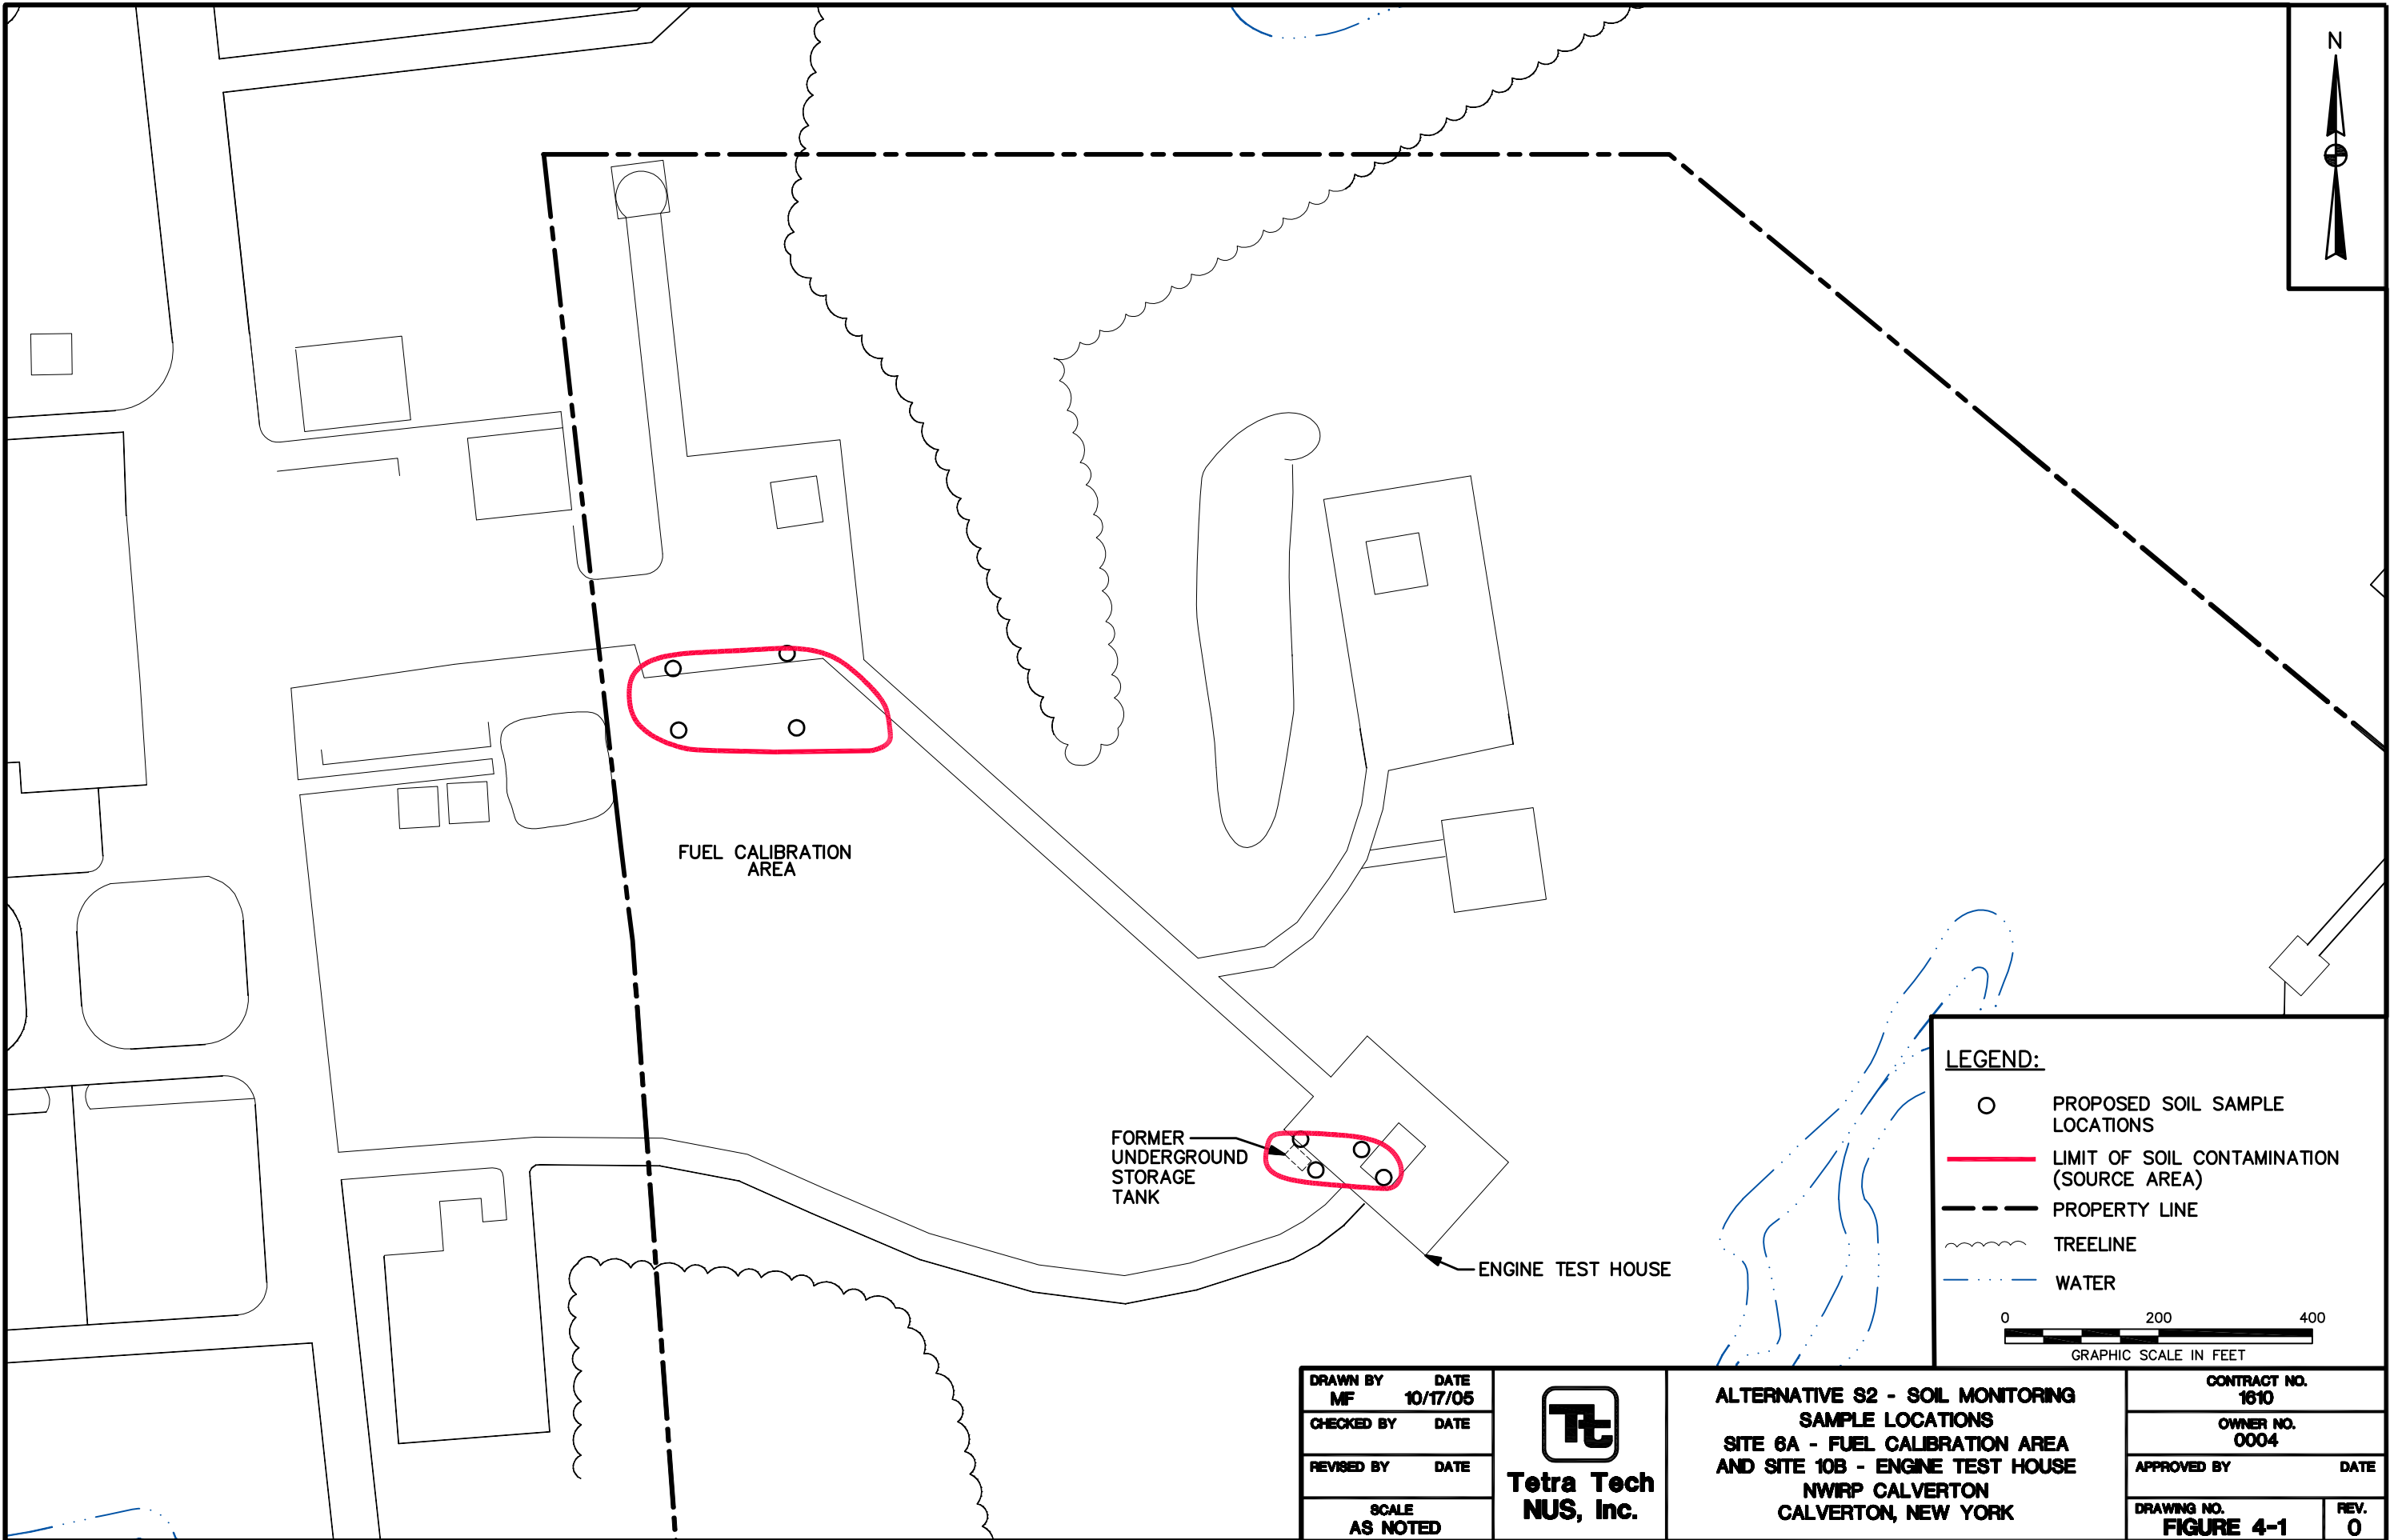 N
FUEL CALIBRATION
AREA
FORMER
UNDERGROUND
STORAGE
TANK
ENGINE TEST HOUSE
LEGEND:
PROPOSED SOIL SAMPLE
LOCATIONS
LIMIT OF SOIL CONTAMINATION
(SOURCE AREA)
PROPERTY LINE
TREELINE
WATER
0 200 400
GRAPHIC SCALE IN FEET
DRAWN BY DATE
MF 10/17/05
CHECKED BY DATE
REVISED BY DATE
SCALE
AS NOTED
Tt
Tetra Tech
NUS, Inc.
ALTERNATIVE S2 - SOIL MONITORING
SAMPLE LOCATIONS
SITE 6A - FUEL CALIBRATION AREA
AND SITE 10B - ENGINE TEST HOUSE
NWIRP CALVERTON
CALVERTON, NEW YORK
CONTRACT NO.
1610
OWNER NO.
0004
APPROVED BY DATE
DRAWING NO. REV.
FIGURE 4-1 0